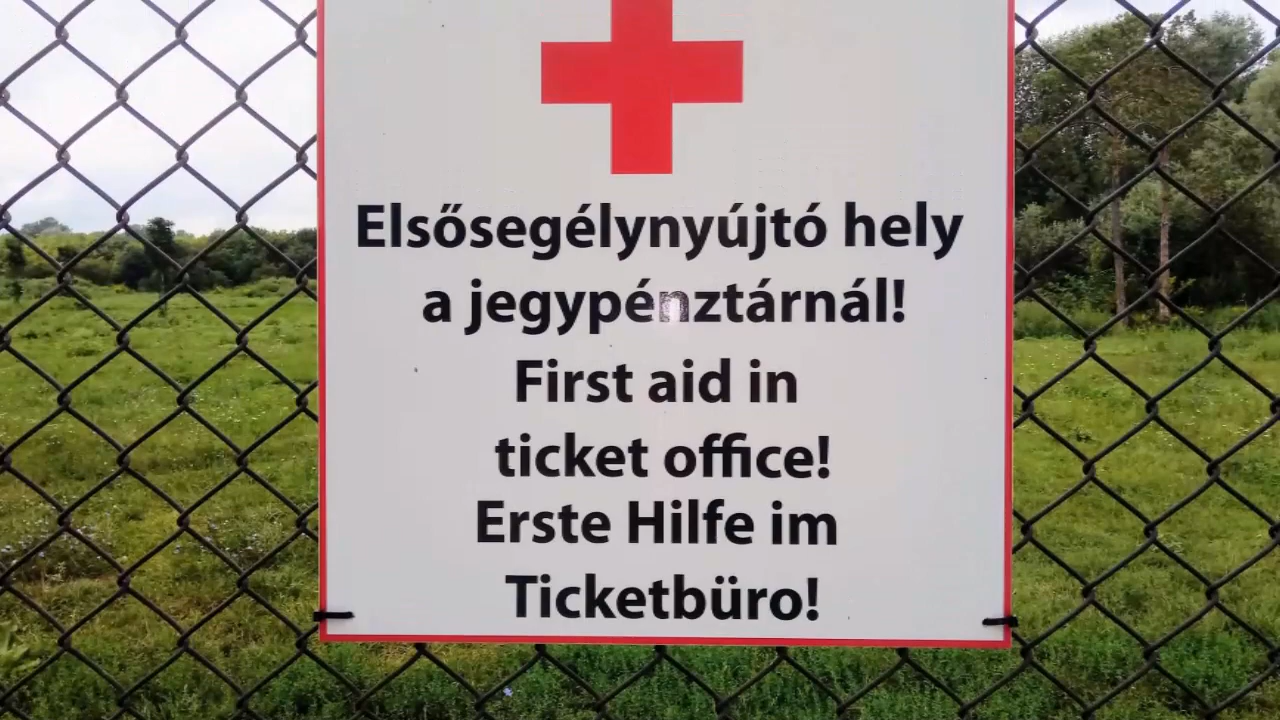 Elsősegélynyújtó hely
a jegypénztárnál!
First aid in
ticket office!
Erste Hilfe im
Ticketbüro!